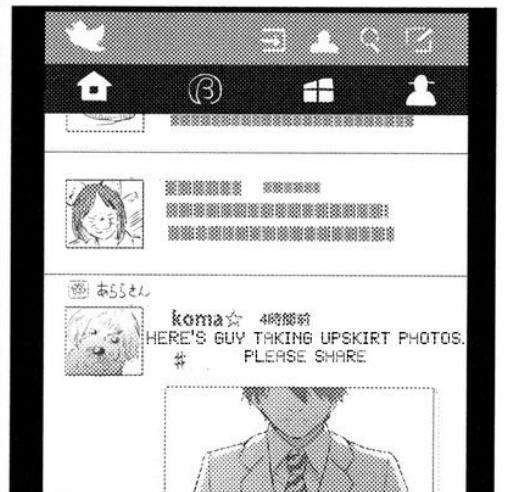 β
あららさん
koma☆ 4時間前
HERE'S GUY TAKING UPSKIRT PHOTOS.
# PLEASE SHARE